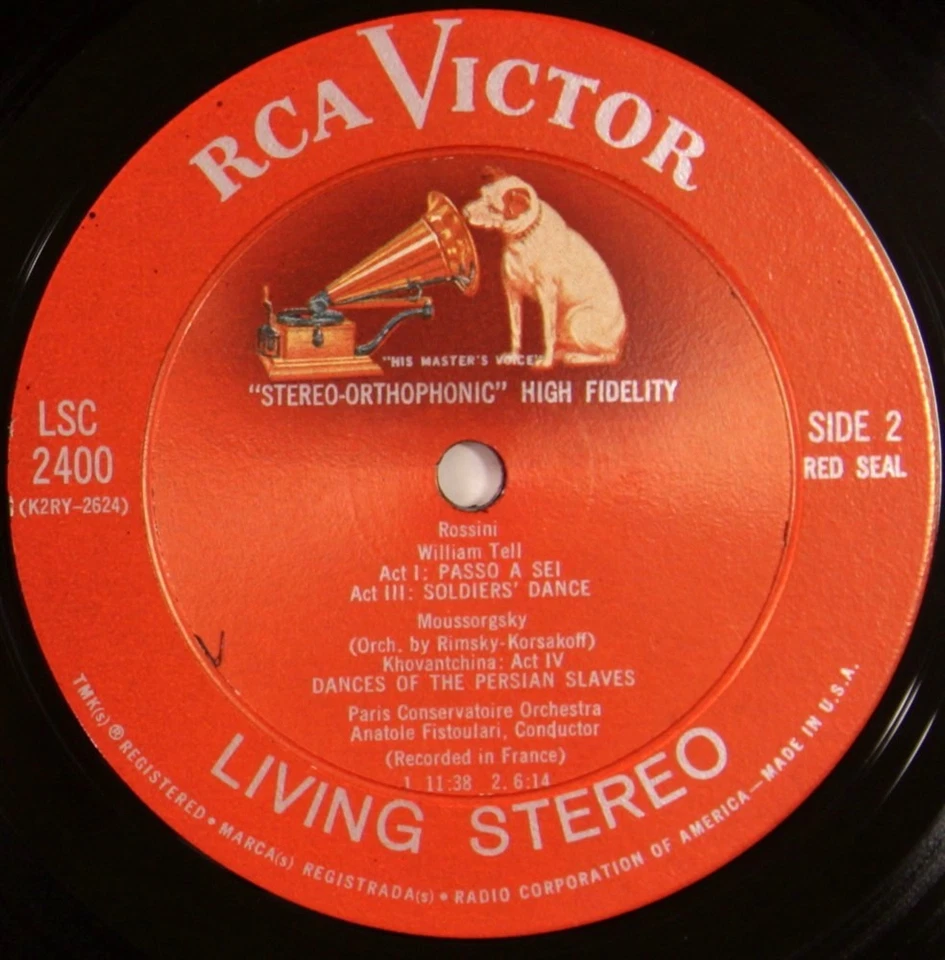 RCA VICTOR
"HIS MASTER'S VOICE"
"STEREO-ORTHOPHONIC" HIGH FIDELITY
LSC
2400
(K2RY-2624)
SIDE 2
RED SEAL
Rossini
William Tell
Act I: PASSO A SEI
Act III: SOLDIERS' DANCE
Moussorgsky
(Orch. by Rimsky-Korsakoff)
Khovantchina: Act IV
DANCES OF THE PERSIAN SLAVES
Paris Conservatoire Orchestra
Anatole Fistoulari, Conductor
(Recorded in France)
1. 11:38 2. 6:14
LIVING STEREO
TMK(s) ® REGISTERED • MARCA(s) REGISTRADA(s) • RADIO CORPORATION OF AMERICA—MADE IN U.S.A.